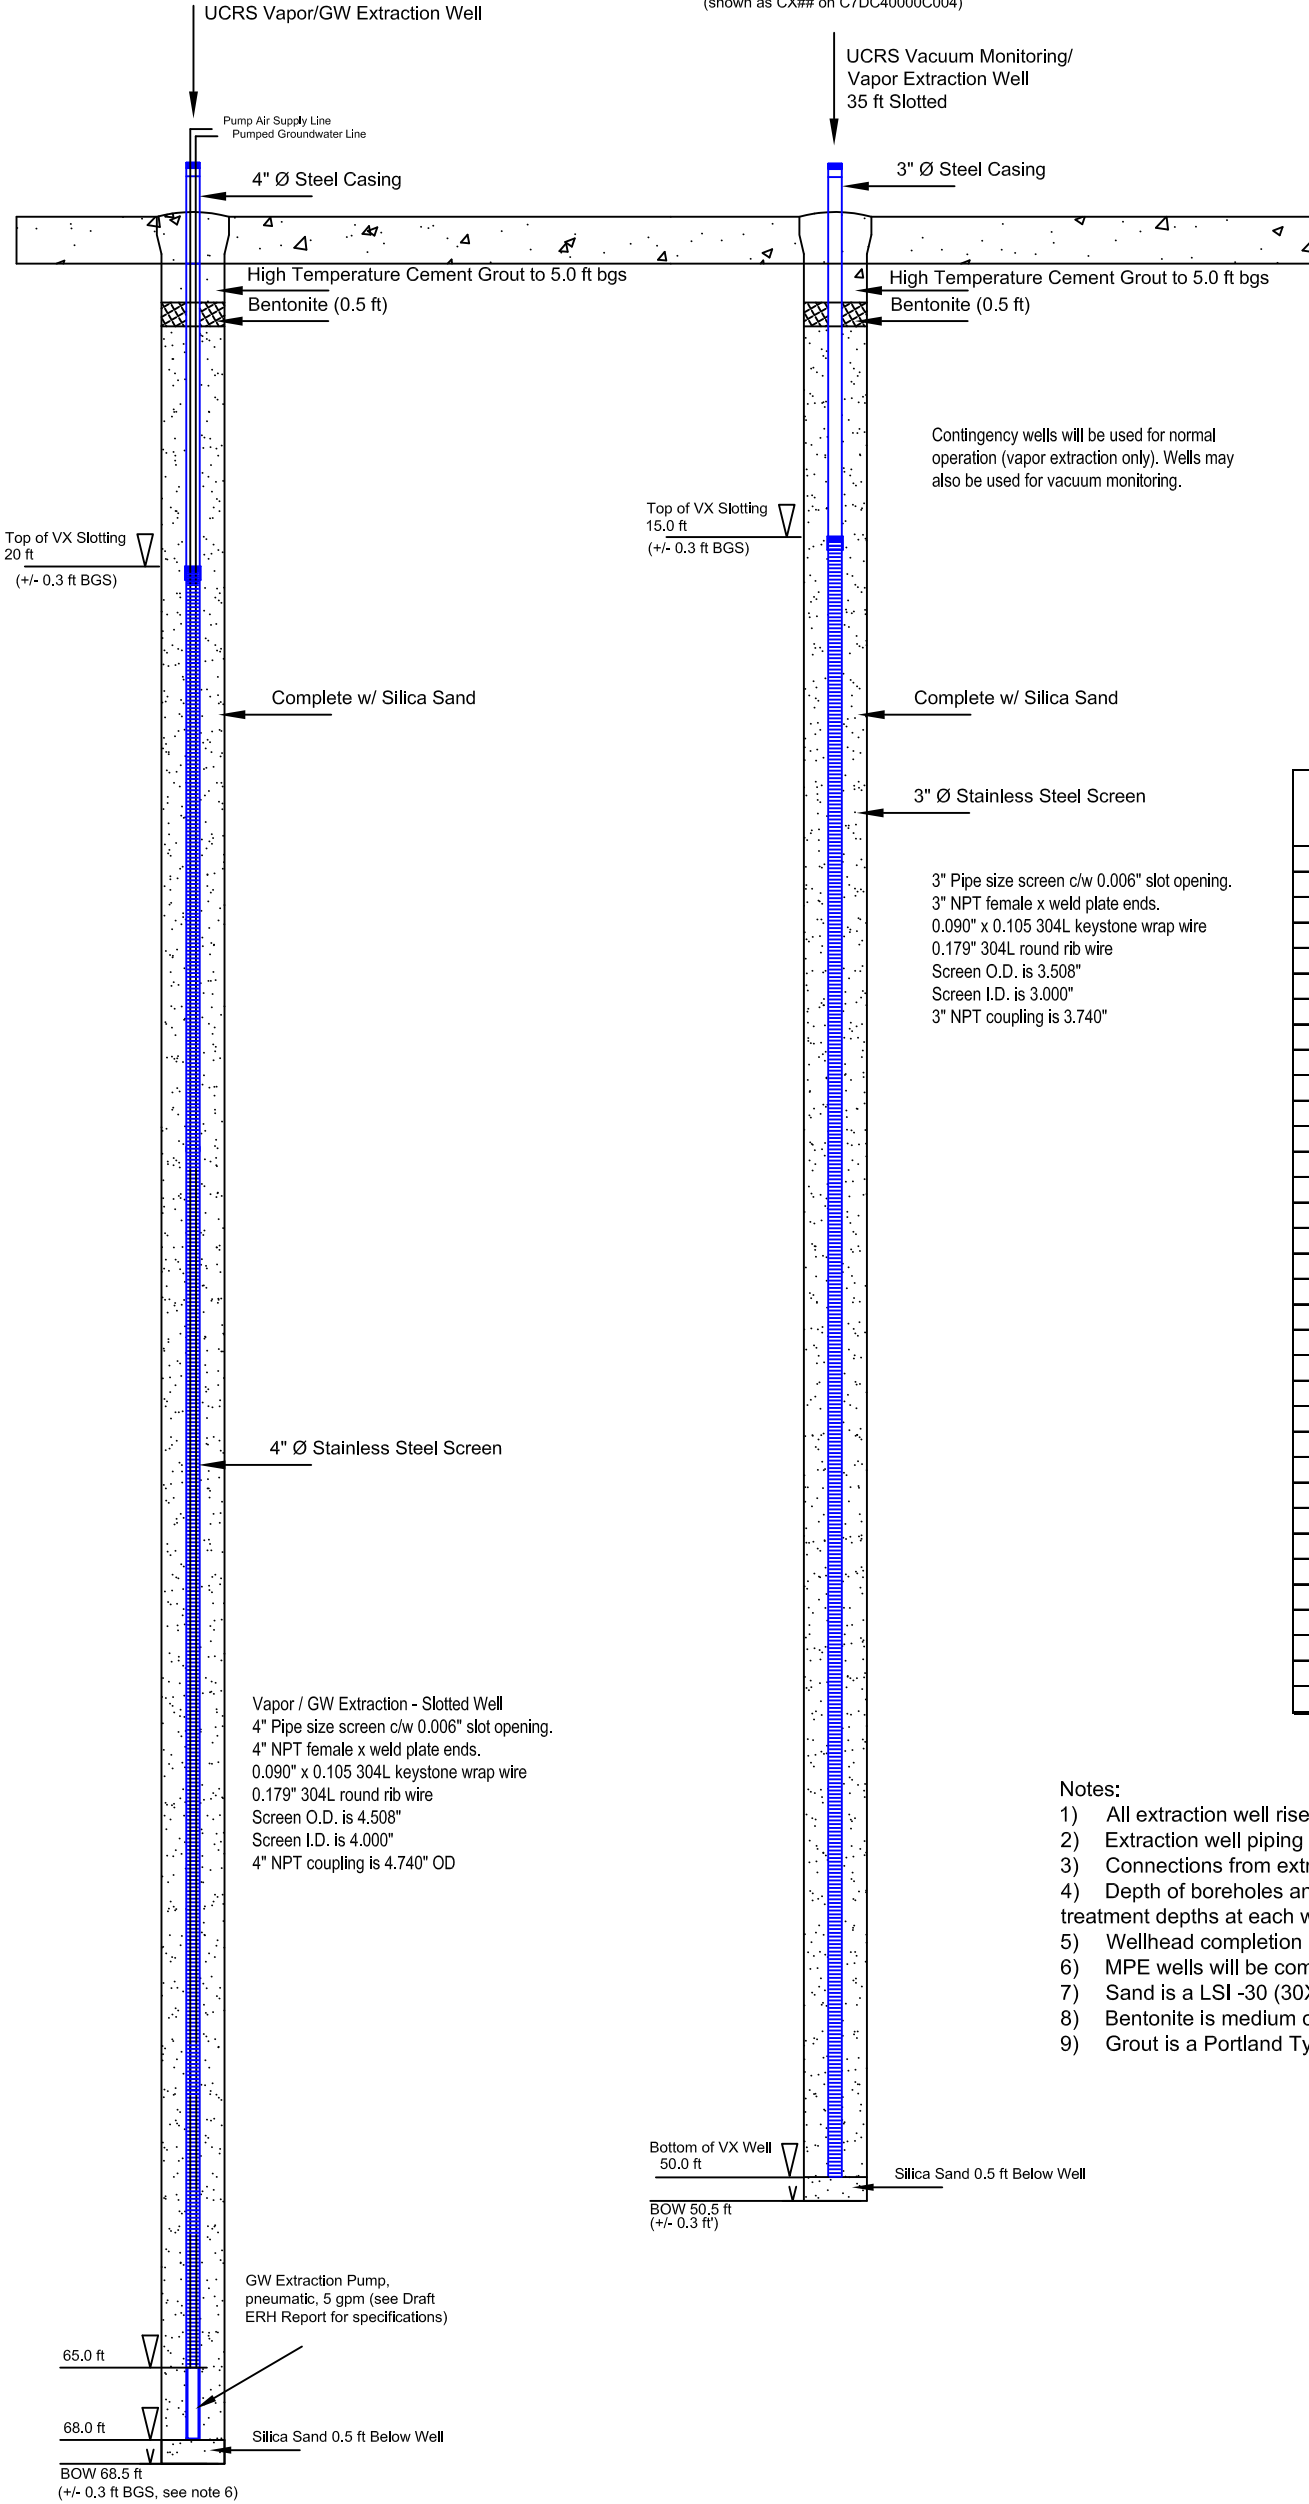 UCRS Vapor/GW Extraction Well
(shown as CX## on C7DC40000C004)
UCRS Vacuum Monitoring/
Vapor Extraction Well
35 ft Slotted
Pump Air Supply Line
Pumped Groundwater Line
4" Ø Steel Casing
3" Ø Steel Casing
High Temperature Cement Grout to 5.0 ft bgs
Bentonite (0.5 ft)
High Temperature Cement Grout to 5.0 ft bgs
Bentonite (0.5 ft)
Contingency wells will be used for normal
operation (vapor extraction only). Wells may
also be used for vacuum monitoring.
Top of VX Slotting
20 ft
(+/- 0.3 ft BGS)
Top of VX Slotting
15.0 ft
(+/- 0.3 ft BGS)
Complete w/ Silica Sand
Complete w/ Silica Sand
3" Ø Stainless Steel Screen
3" Pipe size screen c/w 0.006" slot opening.
3" NPT female x weld plate ends.
0.090" x 0.105 304L keystone wrap wire
0.179" 304L round rib wire
Screen O.D. is 3.508"
Screen I.D. is 3.000"
3" NPT coupling is 3.740"
4" Ø Stainless Steel Screen
Vapor / GW Extraction - Slotted Well
4" Pipe size screen c/w 0.006" slot opening.
4" NPT female x weld plate ends.
0.090" x 0.105 304L keystone wrap wire
0.179" 304L round rib wire
Screen O.D. is 4.508"
Screen I.D. is 4.000"
4" NPT coupling is 4.740" OD
Notes:
1) All extraction well rise
2) Extraction well piping
3) Connections from extr
4) Depth of boreholes an
treatment depths at each w
5) Wellhead completion
6) MPE wells will be com
7) Sand is a LSI -30 (30X
8) Bentonite is medium c
9) Grout is a Portland Ty
Bottom of VX Well
50.0 ft
Silica Sand 0.5 ft Below Well
BOW 50.5 ft
(+/- 0.3 ft')
GW Extraction Pump,
pneumatic, 5 gpm (see Draft
ERH Report for specifications)
65.0 ft
68.0 ft
Silica Sand 0.5 ft Below Well
BOW 68.5 ft
(+/- 0.3 ft BGS, see note 6)